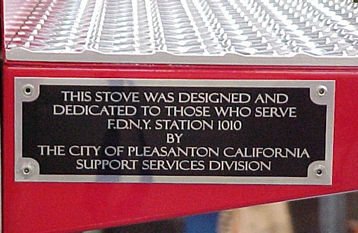 THIS STOVE WAS DESIGNED AND
DEDICATED TO THOSE WHO SERVE
F.D.N.Y. STATION 1010
BY
THE CITY OF PLEASANTON CALIFORNIA
SUPPORT SERVICES DIVISION